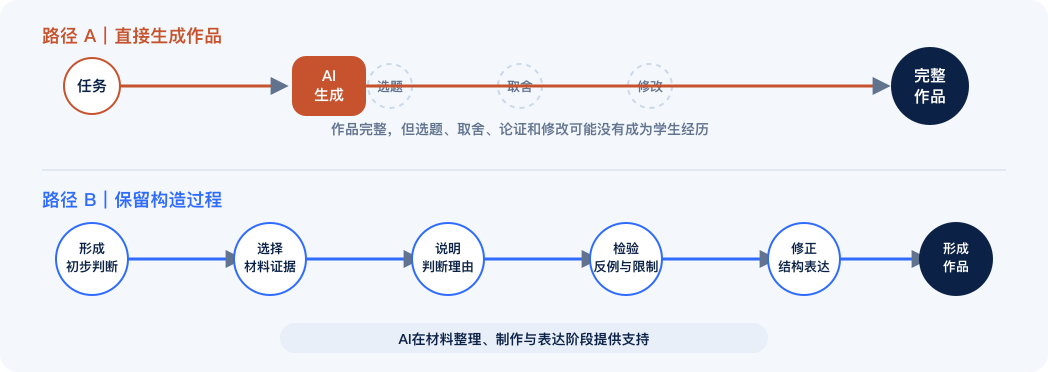 路径 A｜直接生成作品
任务
AI
生成
选题
取舍
修改
完整
作品
作品完整，但选题、取舍、论证和修改可能没有成为学生经历
路径 B｜保留构造过程
形成
初步判断
选择
材料证据
说明
判断理由
检验
反例与限制
修正
结构表达
形成
作品
AI在材料整理、制作与表达阶段提供支持